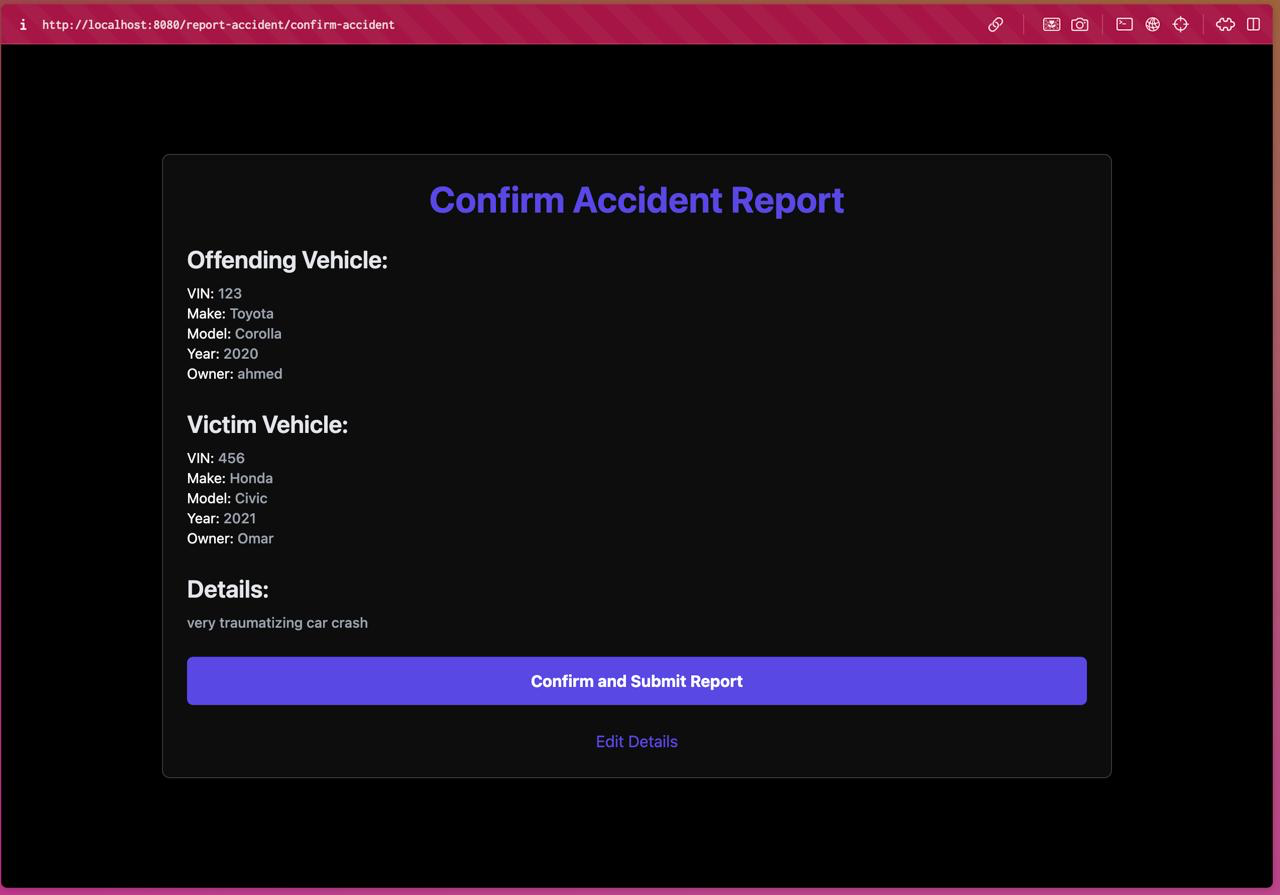 http://localhost:8080/report-accident/confirm-accident
Confirm Accident Report
Offending Vehicle:
VIN: 123
Make: Toyota
Model: Corolla
Year: 2020
Owner: ahmed
Victim Vehicle:
VIN: 456
Make: Honda
Model: Civic
Year: 2021
Owner: Omar
Details:
very traumatizing car crash
Confirm and Submit Report
Edit Details